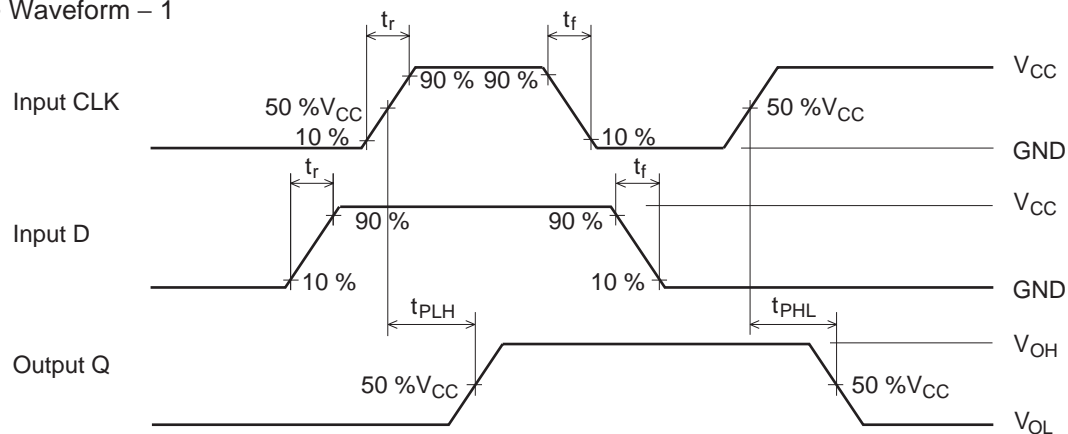 Waveform – 1
tr
tf
VCC
90 %
90 %
Input CLK
50 %VCC
50 %VCC
10 %
10 %
GND
tr
tf
VCC
90 %
90 %
Input D
10 %
10 %
GND
tPLH
tPHL
VOH
Output Q
50 %VCC
50 %VCC
VOL